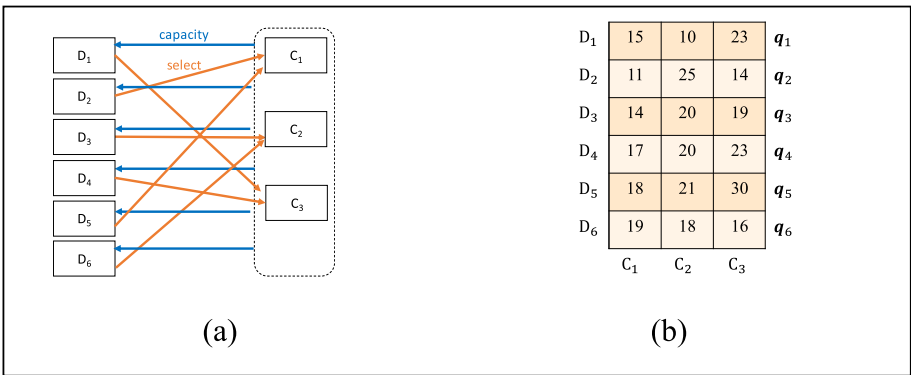 capacity
select
D1
D2
D3
D4
D5
D6
C1
C2
C3
(a)
D1 15 10 23 q1
D2 11 25 14 q2
D3 14 20 19 q3
D4 17 20 23 q4
D5 18 21 30 q5
D6 19 18 16 q6
C1 C2 C3
(b)